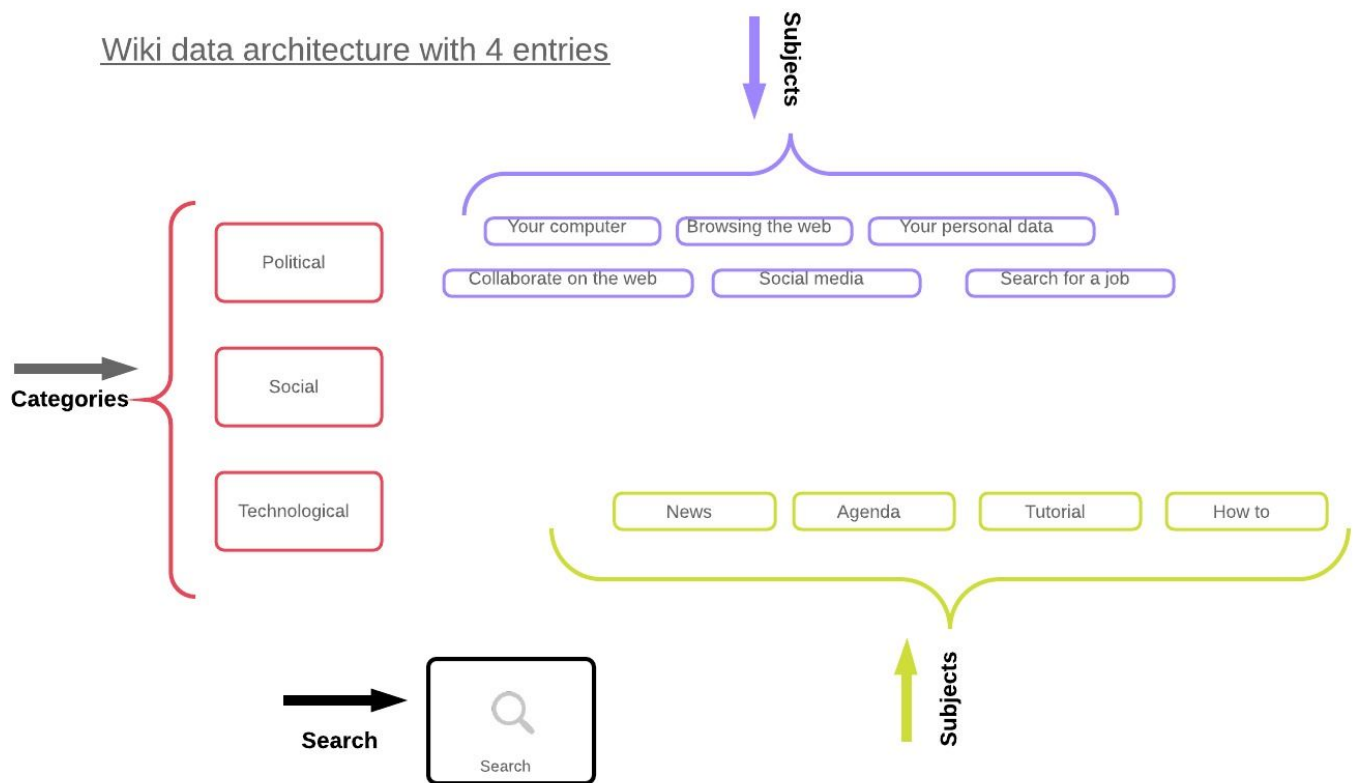 Wiki data architecture with 4 entries
Subjects
Your computer
Browsing the web
Your personal data
Collaborate on the web
Social media
Search for a job
Categories
Political
Social
Technological
News
Agenda
Tutorial
How to
Subjects
Search
Search